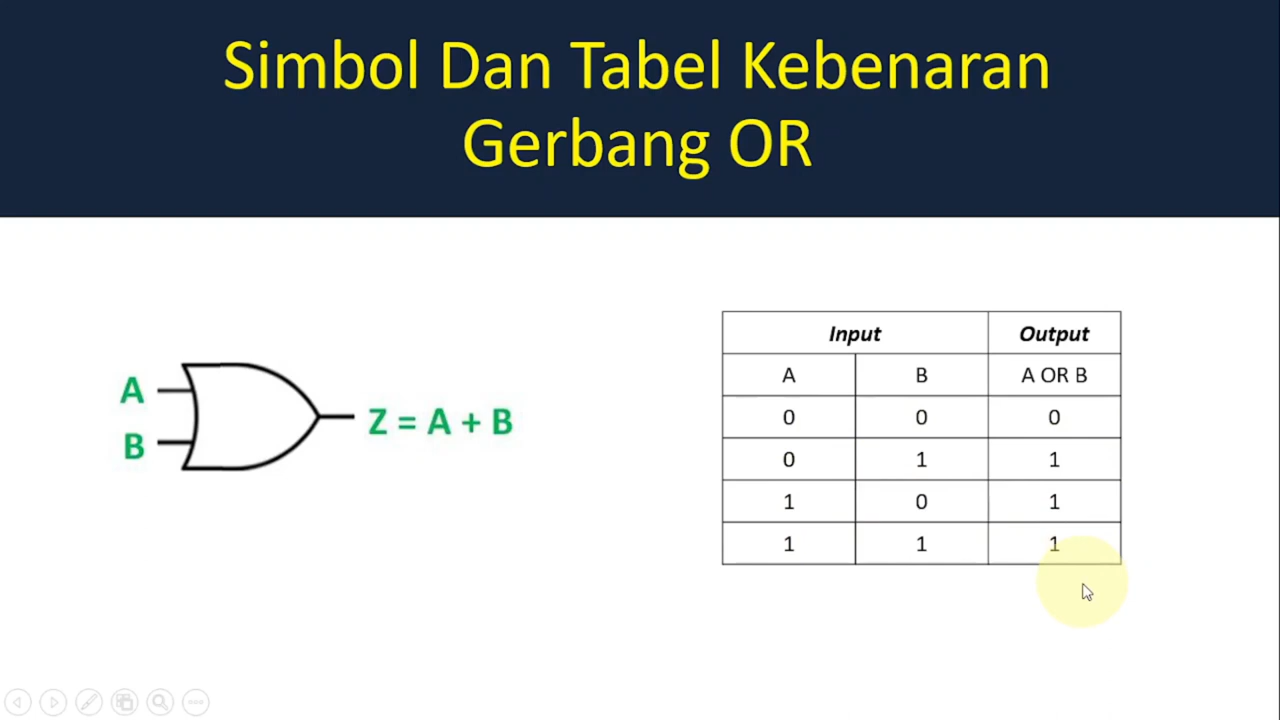 Simbol Dan Tabel Kebenaran
Gerbang OR
A
B
Z = A + B
Input Output
A B A OR B
0 0 0
0 1 1
1 0 1
1 1 1